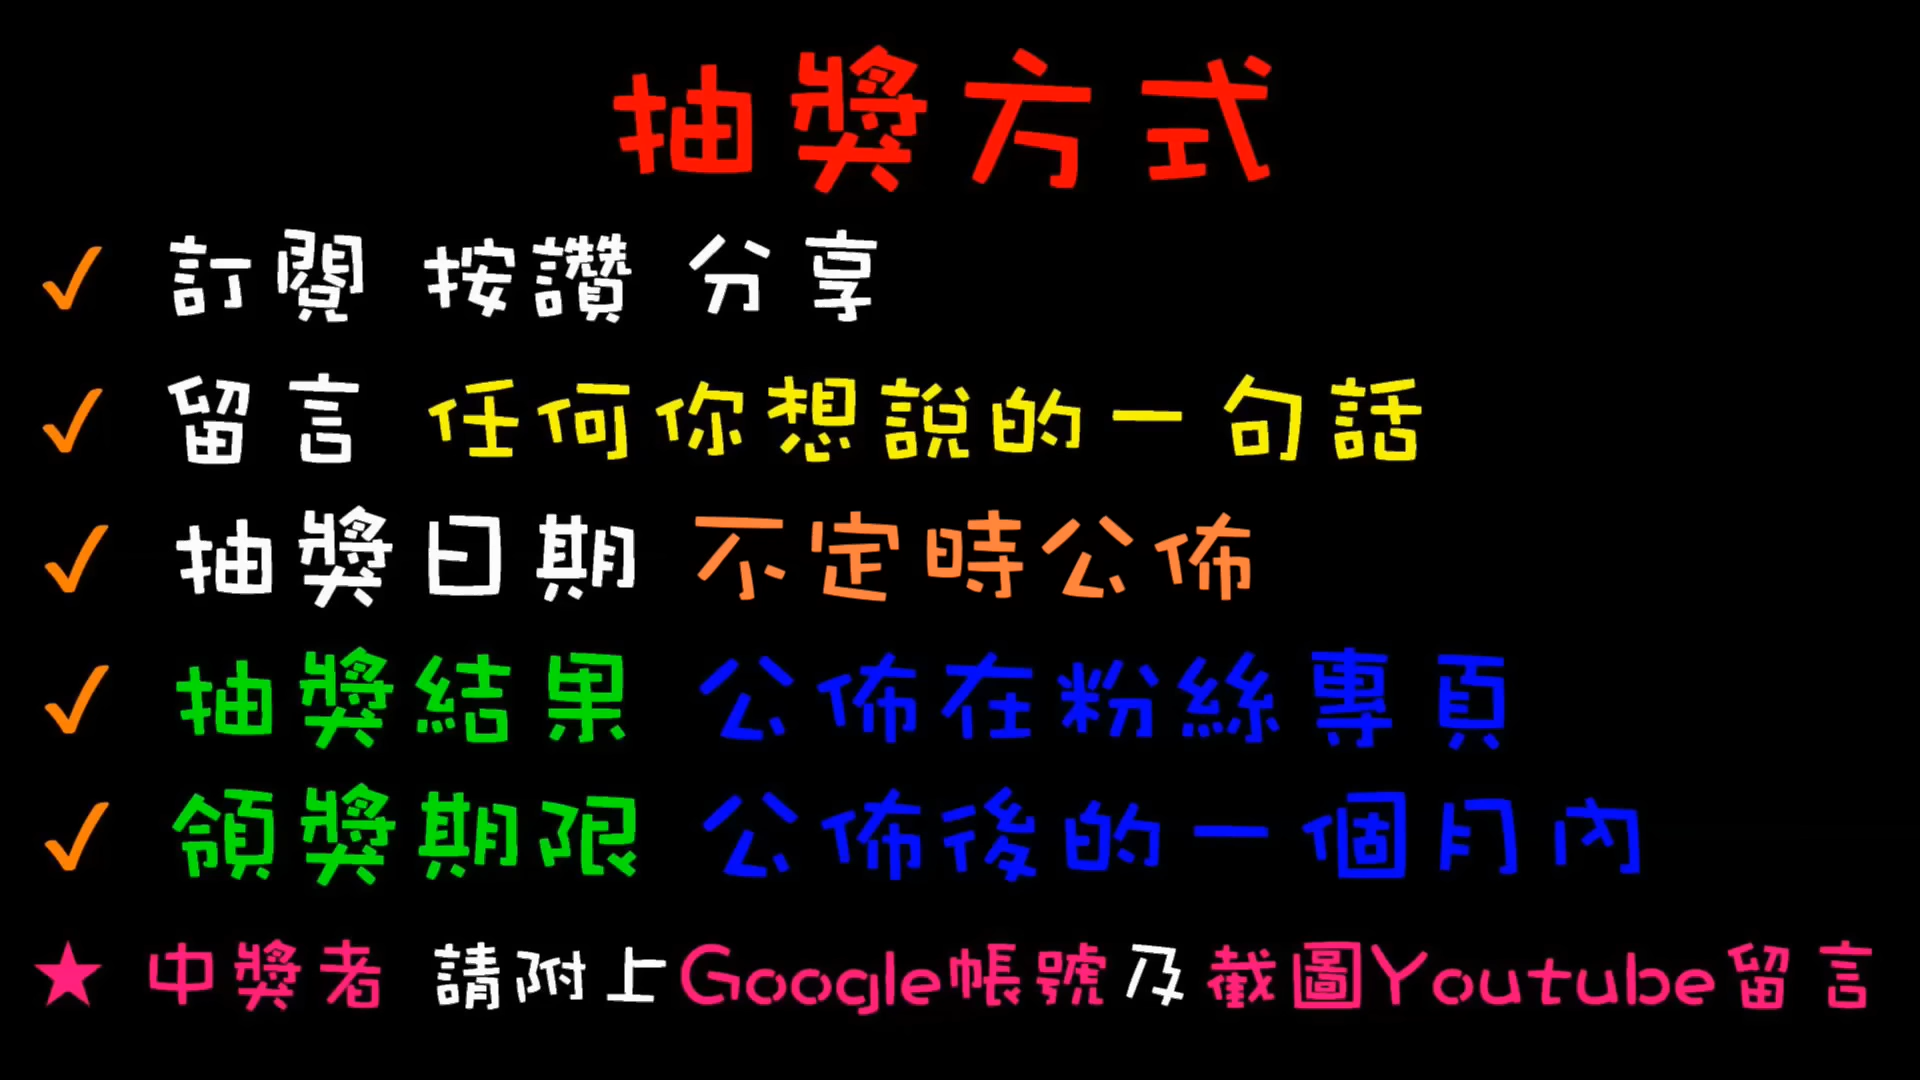 抽獎方式
✓ 訂閱 按讚 分享
✓ 留言 任何你想說的一句話
✓ 抽獎日期 不定時公佈
✓ 抽獎結果 公佈在粉絲專頁
✓ 領獎期限 公佈後的一個月內
★ 中獎者 請附上Google帳號及截圖Youtube留言